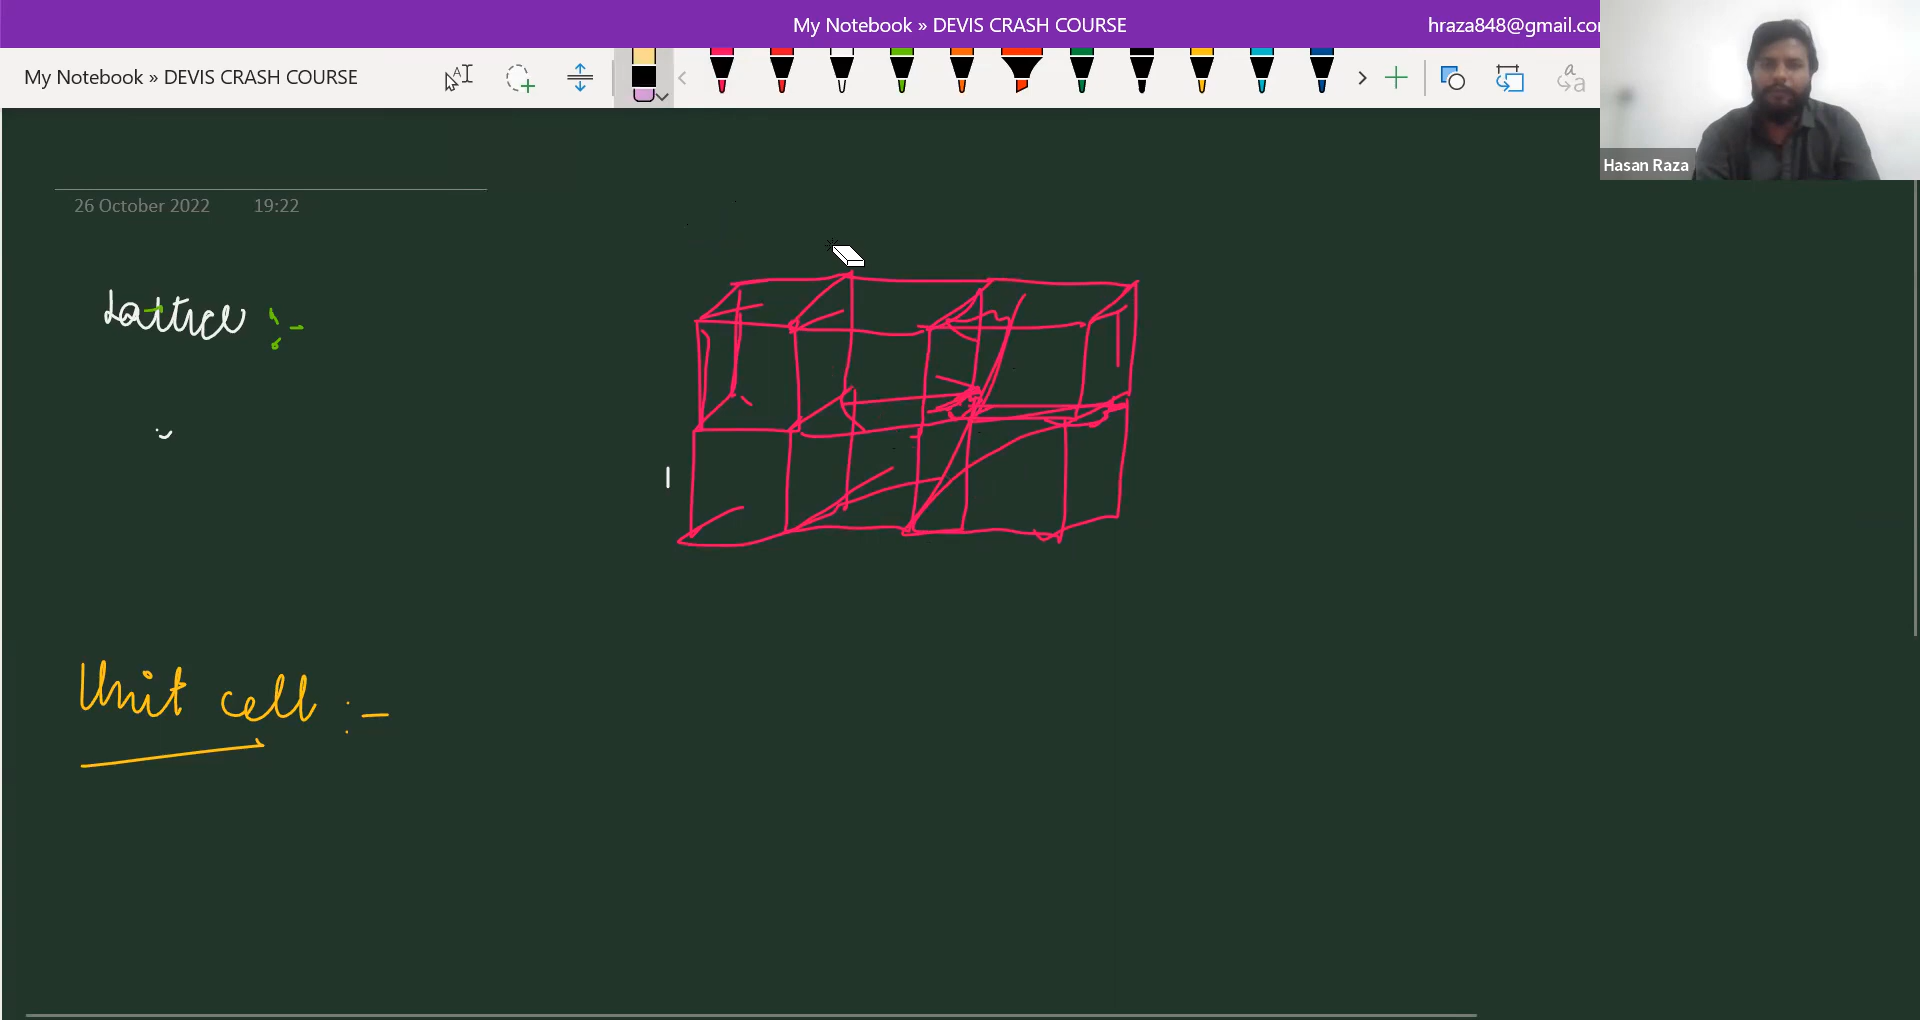 My Notebook » DEVIS CRASH COURSE
hraza848@gmail.co
My Notebook » DEVIS CRASH COURSE
Hasan Raza
26 October 2022 19:22
Lattice :-
Unit cell :-